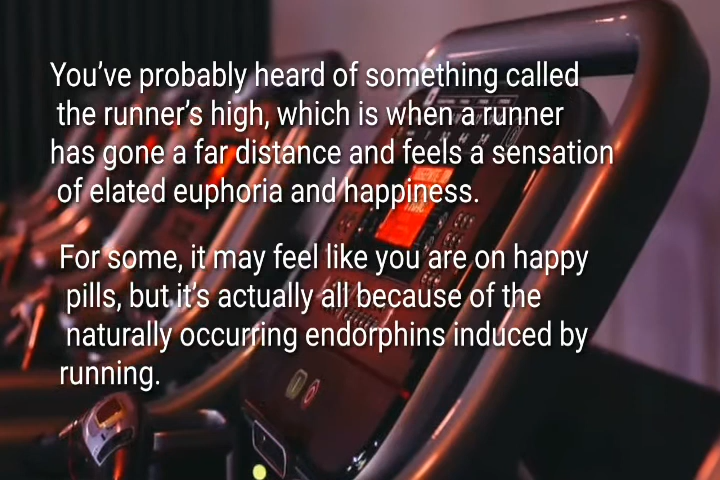 You’ve probably heard of something called
the runner’s high, which is when a runner
has gone a far distance and feels a sensation
of elated euphoria and happiness.
For some, it may feel like you are on happy
pills, but it’s actually all because of the
naturally occurring endorphins induced by
running.